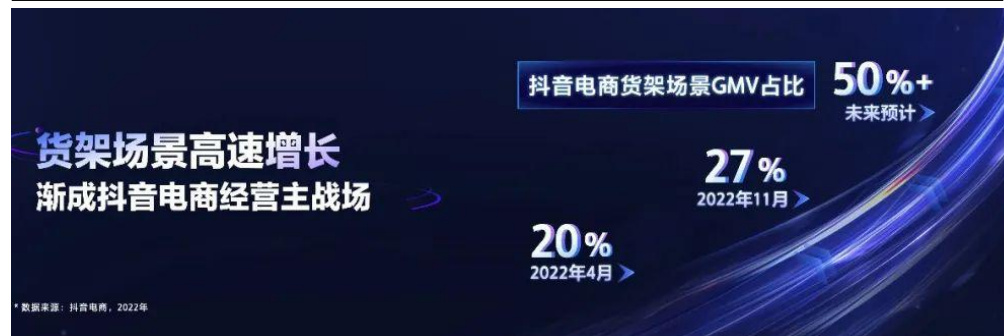 货架场景高速增长
渐成抖音电商经营主战场
抖音电商货架场景GMV占比
50%+
未来预计
27%
2022年11月
20%
2022年4月
* 数据来源：抖音电商，2022年